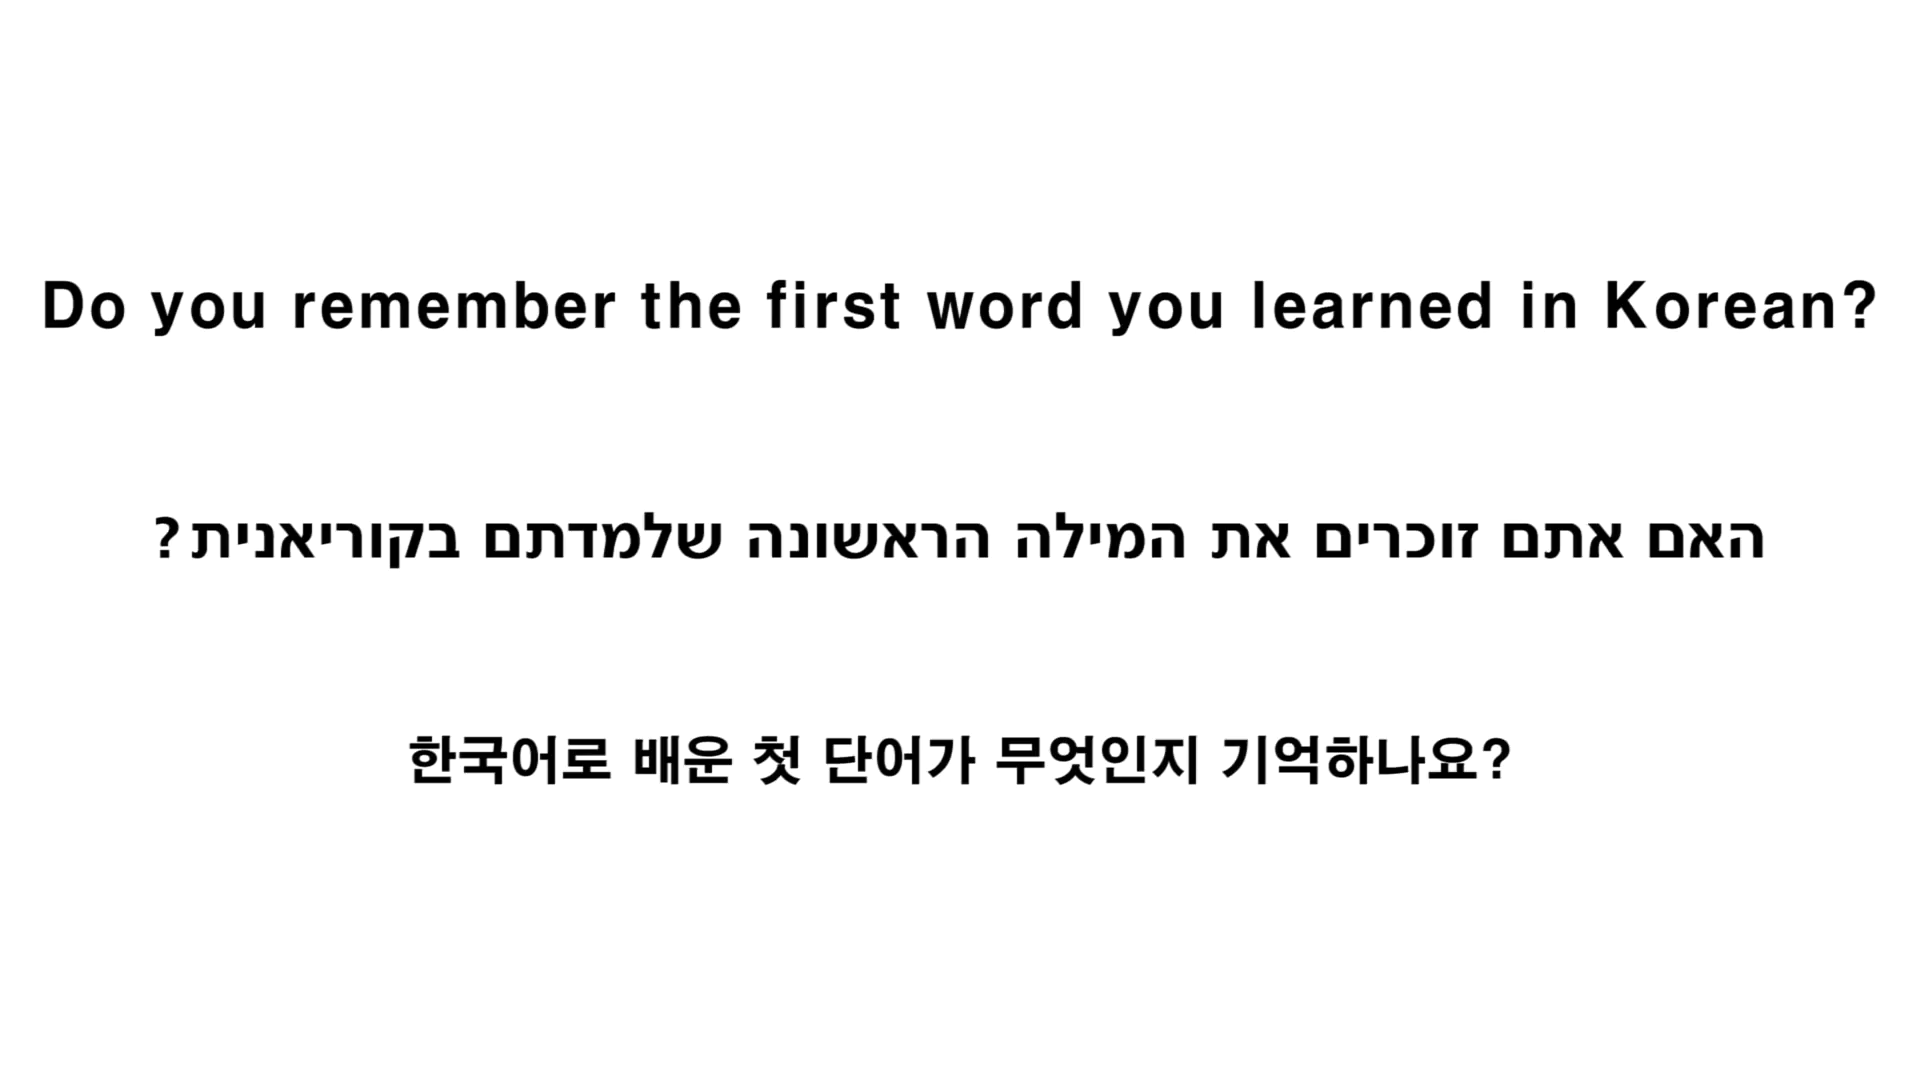 Do you remember the first word you learned in Korean?
האם אתם זוכרים את המילה הראשונה שלמדתם בקוריאנית?
한국어로 배운 첫 단어가 무엇인지 기억하나요?